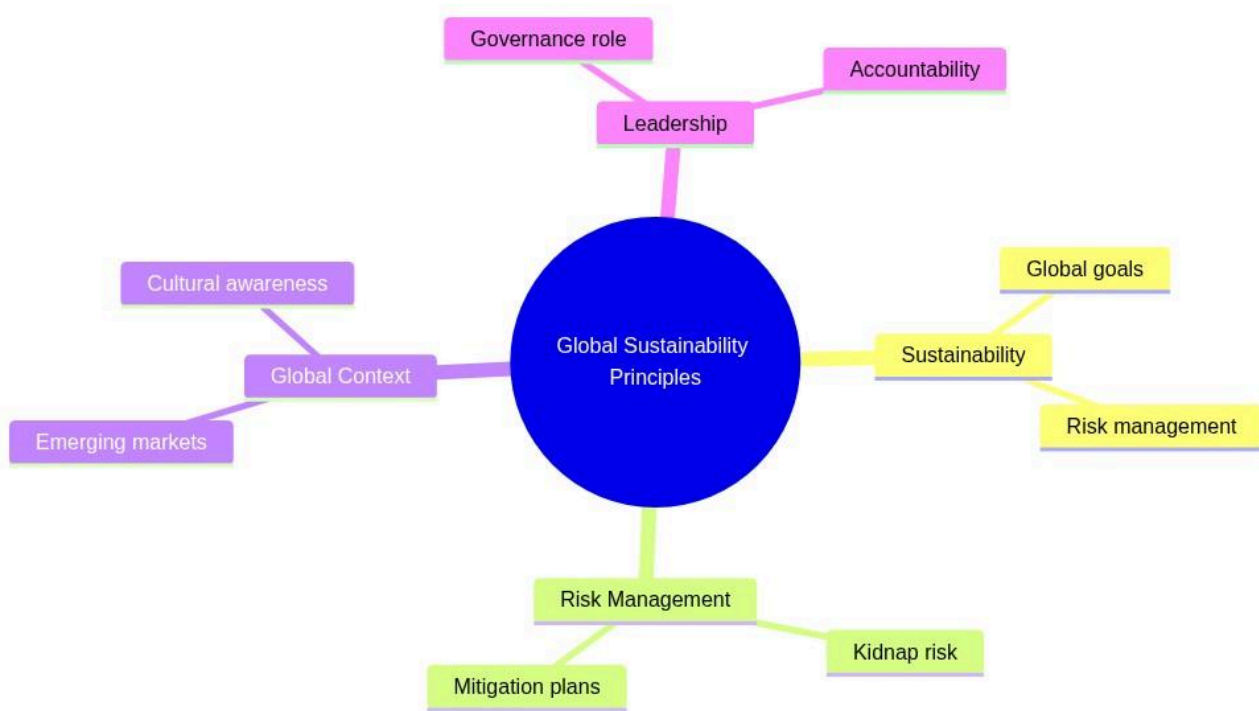 Governance role
Accountability
Leadership
Cultural awareness
Global goals
Global Sustainability
Principles
Sustainability
Global Context
Risk management
Emerging markets
Risk Management
Kidnap risk
Mitigation plans